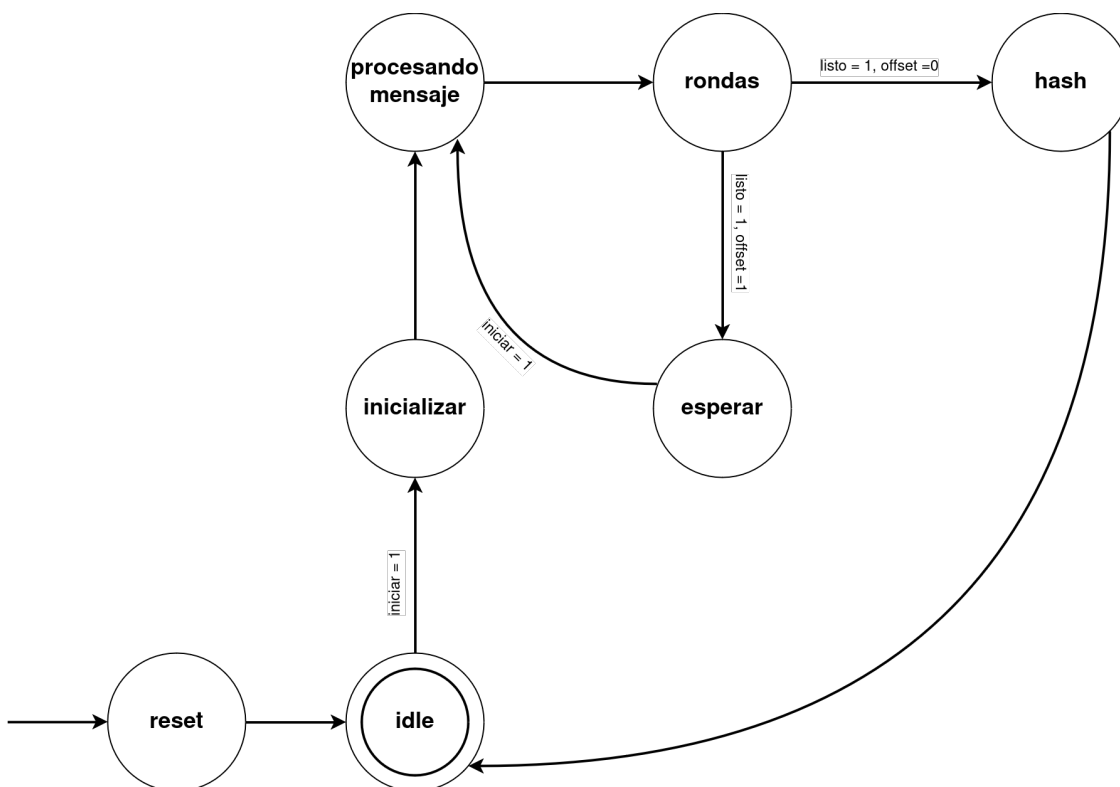 procesando
mensaje
rondas
listo = 1, offset =0
hash
listo = 1, offset =1
iniciar = 1
inicializar
esperar
iniciar = 1
reset
idle